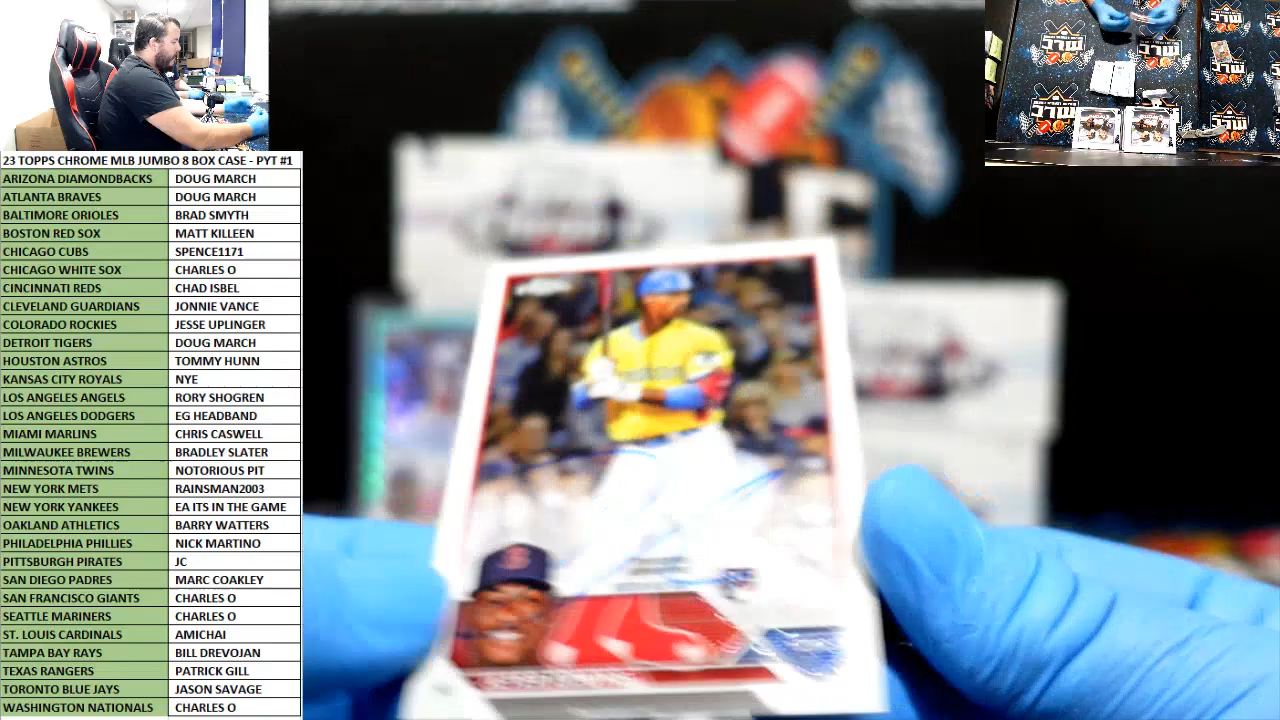 23 TOPPS CHROME MLB JUMBO 8 BOX CASE - PYT #1
ARIZONA DIAMONDBACKS DOUG MARCH
ATLANTA BRAVES DOUG MARCH
BALTIMORE ORIOLES BRAD SMYTH
BOSTON RED SOX MATT KILLEEN
CHICAGO CUBS SPENCE1171
CHICAGO WHITE SOX CHARLES O
CINCINNATI REDS CHAD ISBEL
CLEVELAND GUARDIANS JONNIE VANCE
COLORADO ROCKIES JESSE UPLINGER
DETROIT TIGERS DOUG MARCH
HOUSTON ASTROS TOMMY HUNN
KANSAS CITY ROYALS NYE
LOS ANGELES ANGELS RORY SHOGREN
LOS ANGELES DODGERS EG HEADBAND
MIAMI MARLINS CHRIS CASWELL
MILWAUKEE BREWERS BRADLEY SLATER
MINNESOTA TWINS NOTORIOUS PIT
NEW YORK METS RAINSMAN2003
NEW YORK YANKEES EA ITS IN THE GAME
OAKLAND ATHLETICS BARRY WATTERS
PHILADELPHIA PHILLIES NICK MARTINO
PITTSBURGH PIRATES JC
SAN DIEGO PADRES MARC COAKLEY
SAN FRANCISCO GIANTS CHARLES O
SEATTLE MARINERS CHARLES O
ST. LOUIS CARDINALS AMICHAI
TAMPA BAY RAYS BILL DREVOJAN
TEXAS RANGERS PATRICK GILL
TORONTO BLUE JAYS JASON SAVAGE
WASHINGTON NATIONALS CHARLES O